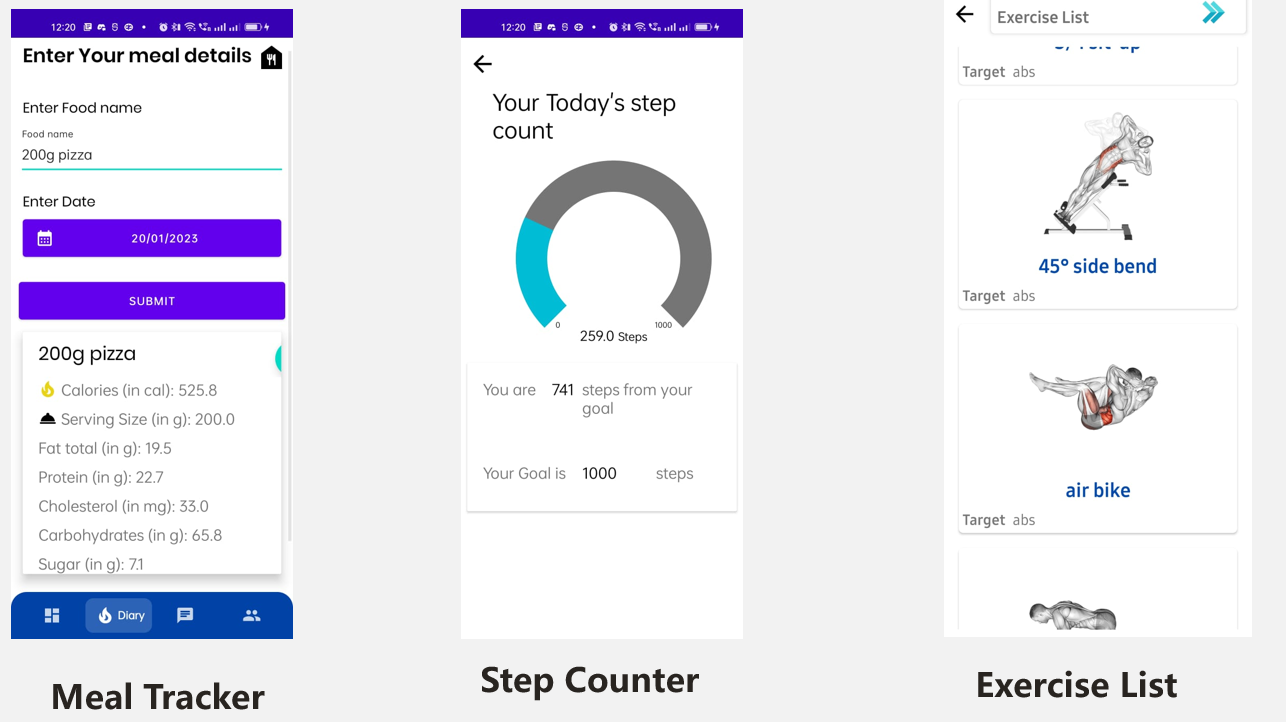 12:20
Enter Your meal details
Enter Food name
Food name
200g pizza
Enter Date
20/01/2023
SUBMIT
200g pizza
Calories (in cal): 525.8
Serving Size (in g): 200.0
Fat total (in g): 19.5
Protein (in g): 22.7
Cholesterol (in mg): 33.0
Carbohydrates (in g): 65.8
Sugar (in g): 7.1
Diary
Meal Tracker
12:20
Your Today's step
count
0
1000
259.0 Steps
You are 741 steps from your
goal
Your Goal is 1000 steps
Step Counter
Exercise List
Target abs
45° side bend
Target abs
air bike
Target abs
Exercise List